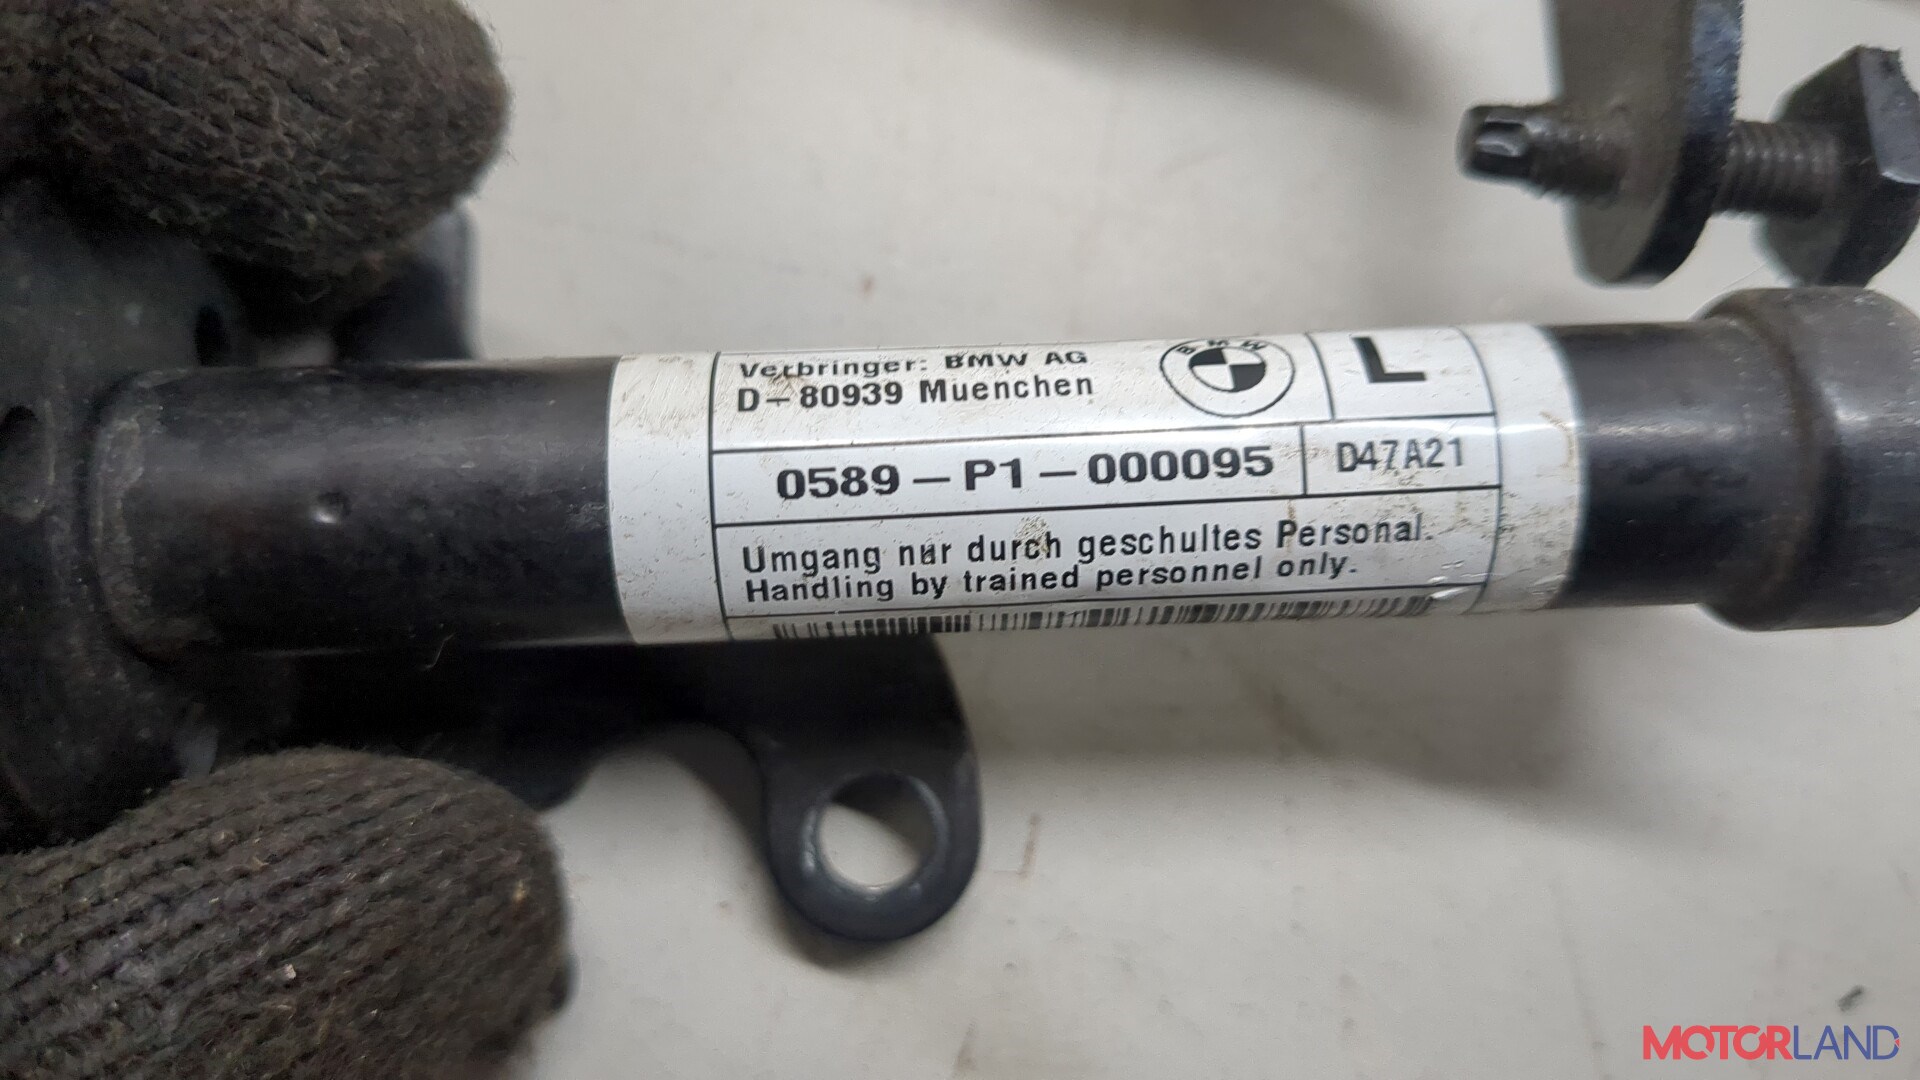 Verbringer: BMW AG
D-80939 Muenchen
BMW
L
0589-P1-000095
D47A21
Umgang nur durch geschultes Personal.
Handling by trained personnel only.
MOTORLAND